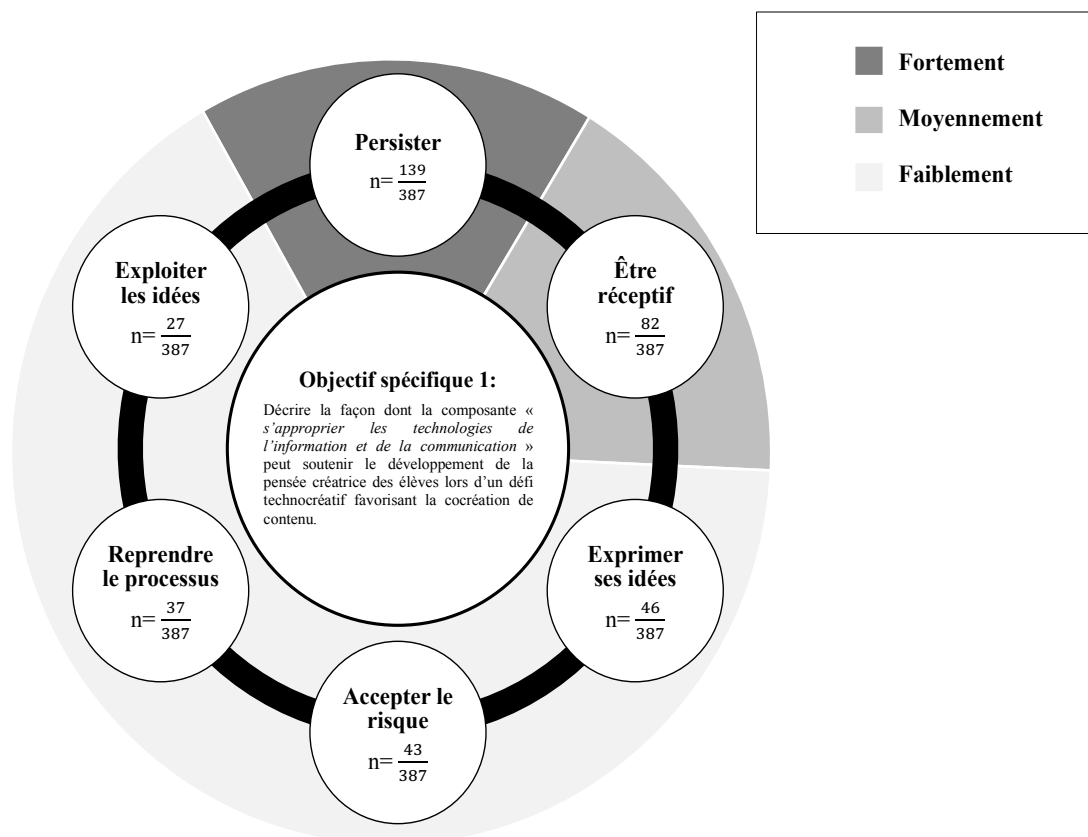 Fortement
Moyennement
Faiblement
Persister
n= 139/387
Être
réceptif
n= 82/387
Exprimer
ses idées
n= 46/387
Accepter le
risque
n= 43/387
Reprendre
le processus
n= 37/387
Exploiter
les idées
n= 27/387
Objectif spécifique 1:
Décrire la façon dont la composante «
s’approprier les technologies de
l’information et de la communication »
peut soutenir le développement de la
pensée créatrice des élèves lors d’un défi
technocréatif favorisant la cocréation de
contenu.